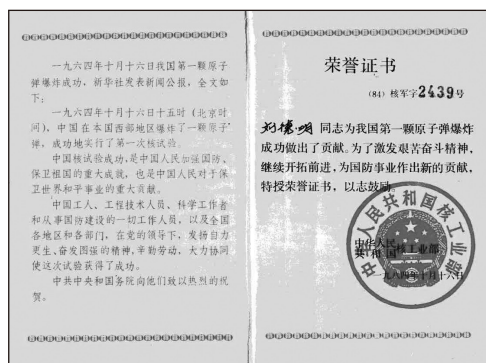 一九六四年十月十六日我国第一颗原子
弹爆炸成功，新华社发表新闻公报，全文如
下：
一九六四年十月十六日十五时（北京时
间），中国在本国西部地区爆炸了一颗原子
弹，成功地实行了第一次核试验。
中国核试验成功，是中国人民加强国防、
保卫祖国的重大成就，也是中国人民对于保
卫世界和平事业的重大贡献。
中国工人、工程技术人员、科学工作者
和从事国防建设的一切工作人员，以及全国
各地区和各部门，在党的领导下，发扬自力
更生、奋发图强的精神，辛勤劳动，大力协同，
使这次试验获得了成功。
中共中央和国务院向他们致以热烈的祝
贺。
荣誉证书
（84）核军字2439号
刘德明 同志为我国第一颗原子弹爆炸
成功做出了贡献。为了激发艰苦奋斗精神，
继续开拓前进，为国防事业作出新的贡献，
特授荣誉证书，以志鼓励。
中华人民
共和国 核工业部
一九八四年十月十六日
中华人民共和国核工业部